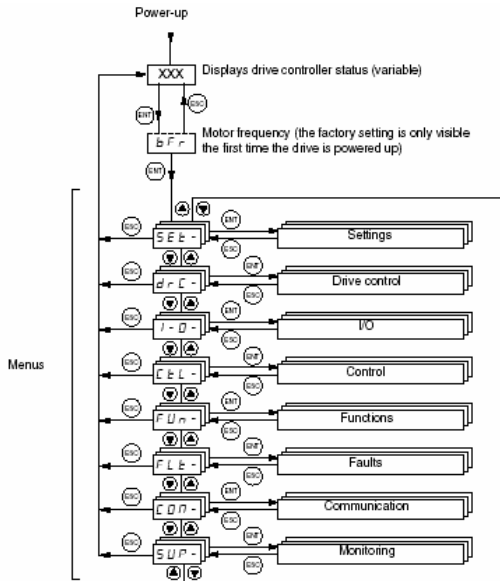 Power-up
XXX
Displays drive controller status (variable)
ENT
ESC
bFr
Motor frequency (the factory setting is only visible
the first time the drive is powered up)
ENT
Menus
ESC
SEt-
ENT
ESC
Settings
ESC
drC-
ENT
ESC
Drive control
ESC
I-O-
ENT
ESC
I/O
ESC
CtL-
ENT
ESC
Control
ESC
FUn-
ENT
ESC
Functions
ESC
FLt-
ENT
ESC
Faults
ESC
COM-
ENT
ESC
Communication
ESC
SUP-
ENT
ESC
Monitoring